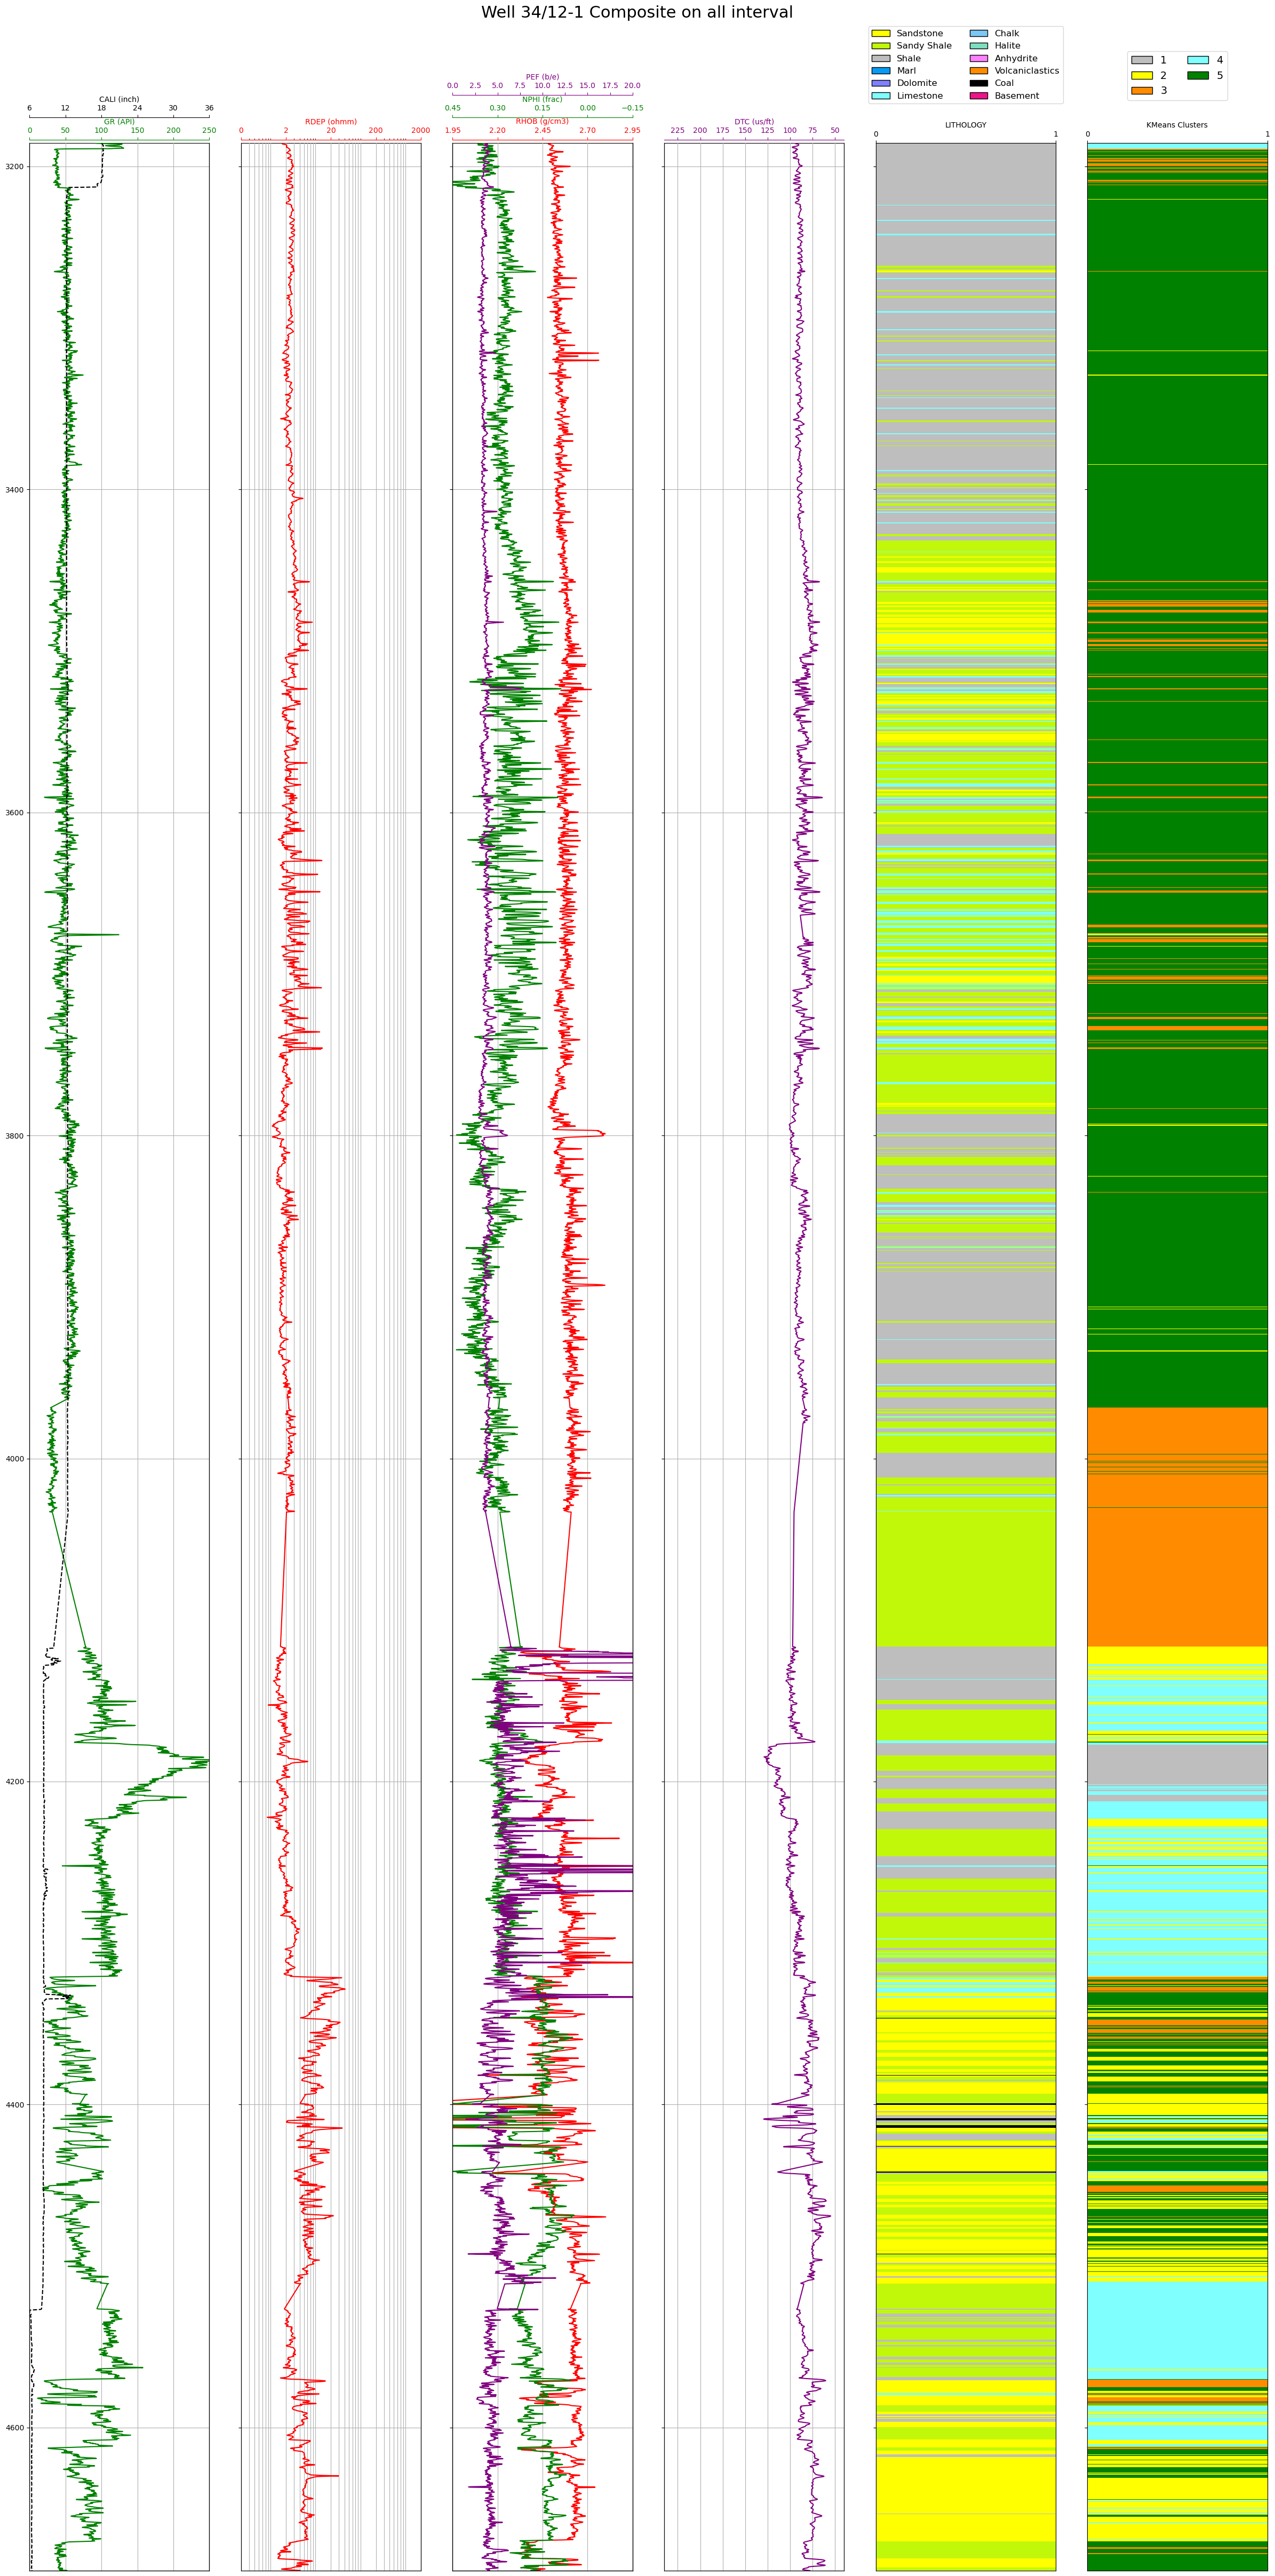 Well 34/12-1 Composite on all interval
Sandstone Chalk
Sandy Shale Halite
Shale Anhydrite
Marl Volcaniclastics
Dolomite Coal
Limestone Basement
1 4
2 5
3
PEF (b/e)
0.0 2.5 5.0 7.5 10.0 12.5 15.0 17.5 20.0
CALI (inch) NPHI (frac)
6 12 18 24 30 36 0.45 0.30 0.15 0.00 −0.15
GR (API) RDEP (ohmm) RHOB (g/cm3) DTC (us/ft) LITHOLOGY KMeans Clusters
0 50 100 150 200 250 0 2 20 200 2000 1.95 2.20 2.45 2.70 2.95 225 200 175 150 125 100 75 50 0 1 0 1
3200
3400
3600
3800
4000
4200
4400
4600